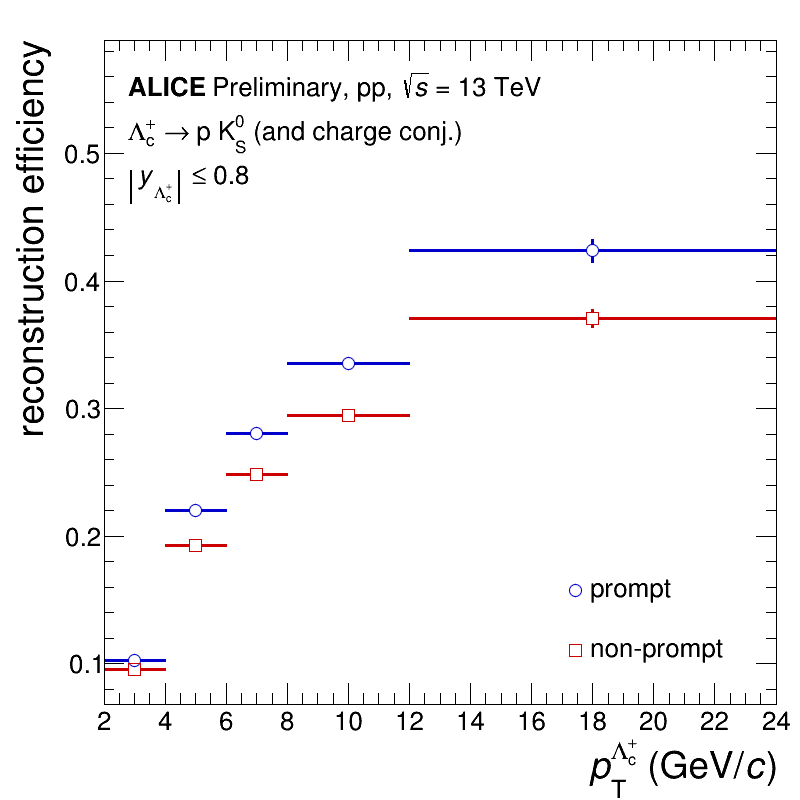 reconstruction efficiency
ALICE Preliminary, pp, √s = 13 TeV
Λc+ → p K0S (and charge conj.)
|yΛc+| ≤ 0.8
0.5
0.4
0.3
0.2
0.1
prompt
non-prompt
2 4 6 8 10 12 14 16 18 20 22 24
pTΛc+ (GeV/c)